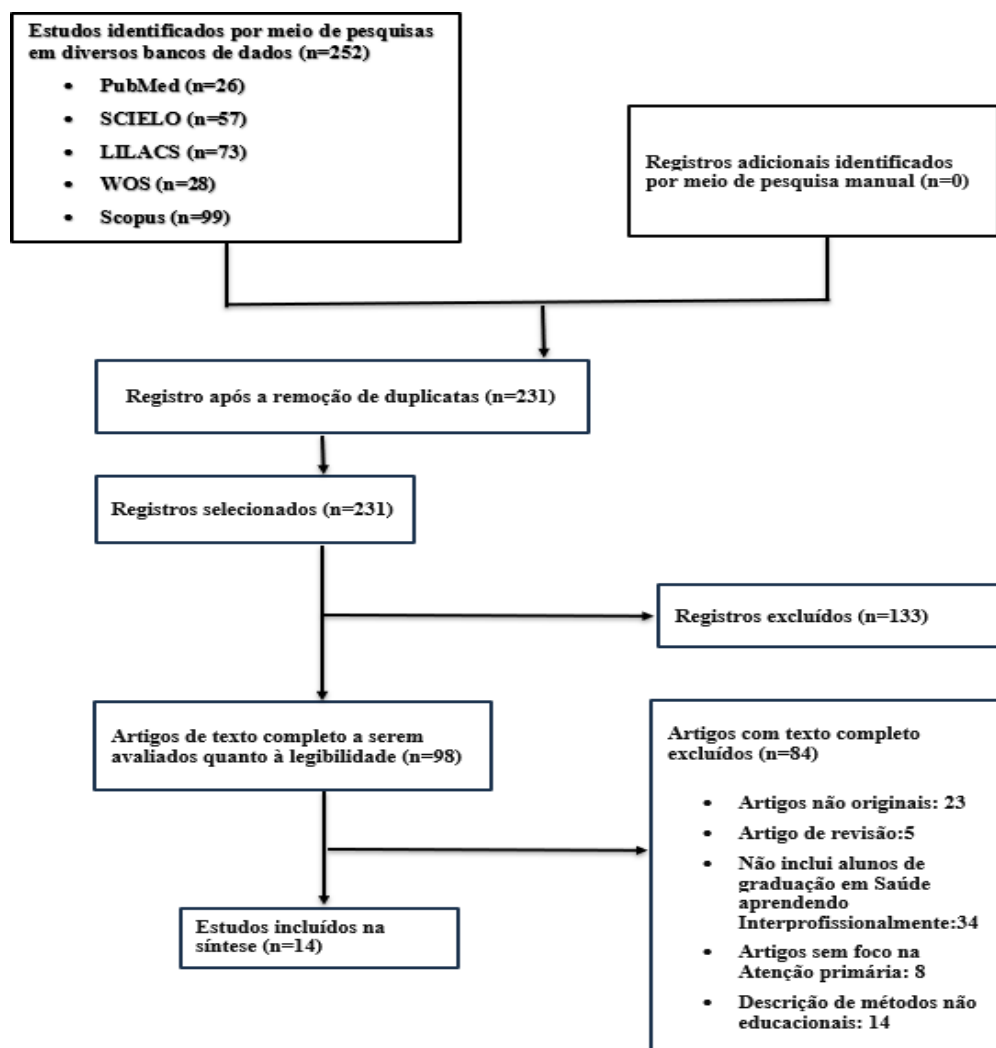 Estudos identificados por meio de pesquisas
em diversos bancos de dados (n=252)
• PubMed (n=26)
• SCIELO (n=57)
• LILACS (n=73)
• WOS (n=28)
• Scopus (n=99)
Registros adicionais identificados
por meio de pesquisa manual (n=0)
Registro após a remoção de duplicatas (n=231)
Registros selecionados (n=231)
Registros excluídos (n=133)
Artigos de texto completo a serem
avaliados quanto à legibilidade (n=98)
Artigos com texto completo
excluídos (n=84)
• Artigos não originais: 23
• Artigo de revisão:5
• Não inclui alunos de
graduação em Saúde
aprendendo
Interprofissionalmente:34
• Artigos sem foco na
Atenção primária: 8
• Descrição de métodos não
educacionais: 14
Estudos incluídos na
síntese (n=14)